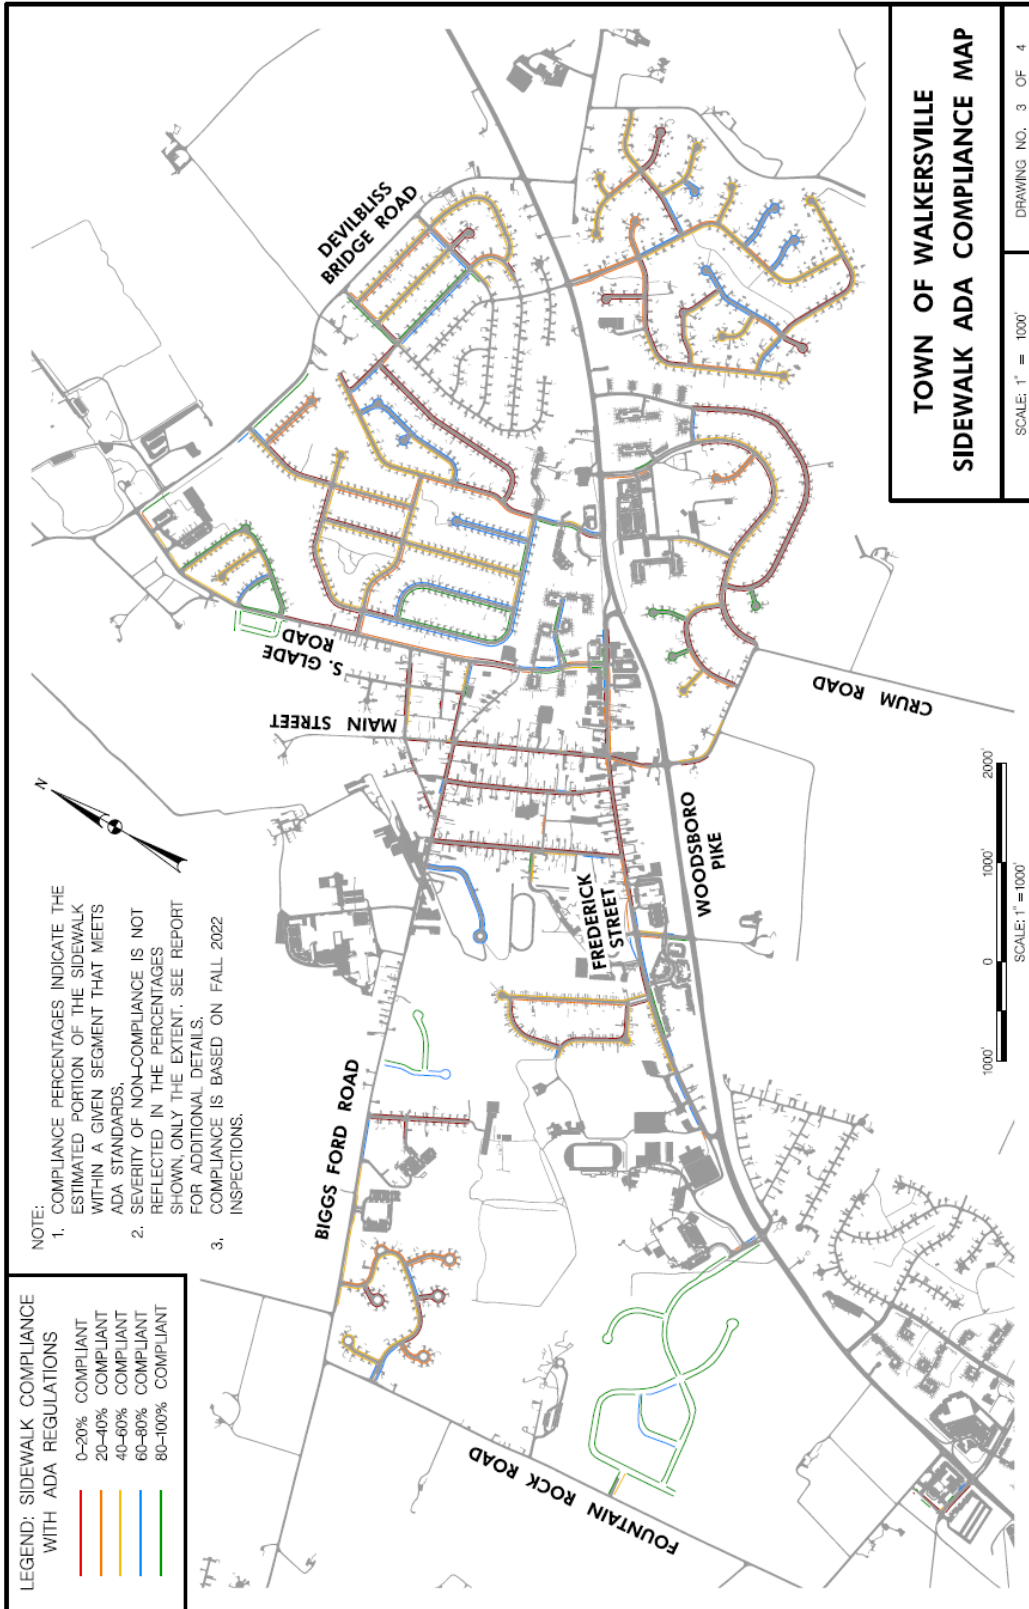 TOWN OF WALKERSVILLE
SIDEWALK ADA COMPLIANCE MAP
SCALE: 1" = 1000'
DRAWING NO. 3 OF 4
LEGEND: SIDEWALK COMPLIANCE
WITH ADA REGULATIONS
0-20% COMPLIANT
20-40% COMPLIANT
40-60% COMPLIANT
60-80% COMPLIANT
80-100% COMPLIANT
NOTE:
1. COMPLIANCE PERCENTAGES INDICATE THE
ESTIMATED PORTION OF THE SIDEWALK
WITHIN A GIVEN SEGMENT THAT MEETS
ADA STANDARDS.
2. SEVERITY OF NON-COMPLIANCE IS NOT
REFLECTED IN THE PERCENTAGES
SHOWN, ONLY THE EXTENT. SEE REPORT
FOR ADDITIONAL DETAILS.
3. COMPLIANCE IS BASED ON FALL 2022
INSPECTIONS.
N
DEVILBLISS
BRIDGE ROAD
S. GLADE
ROAD
MAIN STREET
BIGGS FORD ROAD
FREDERICK
STREET
WOODSBORO
PIKE
CRUM ROAD
FOUNTAIN ROCK ROAD
1000'
0
1000'
2000'
SCALE: 1" =1000'